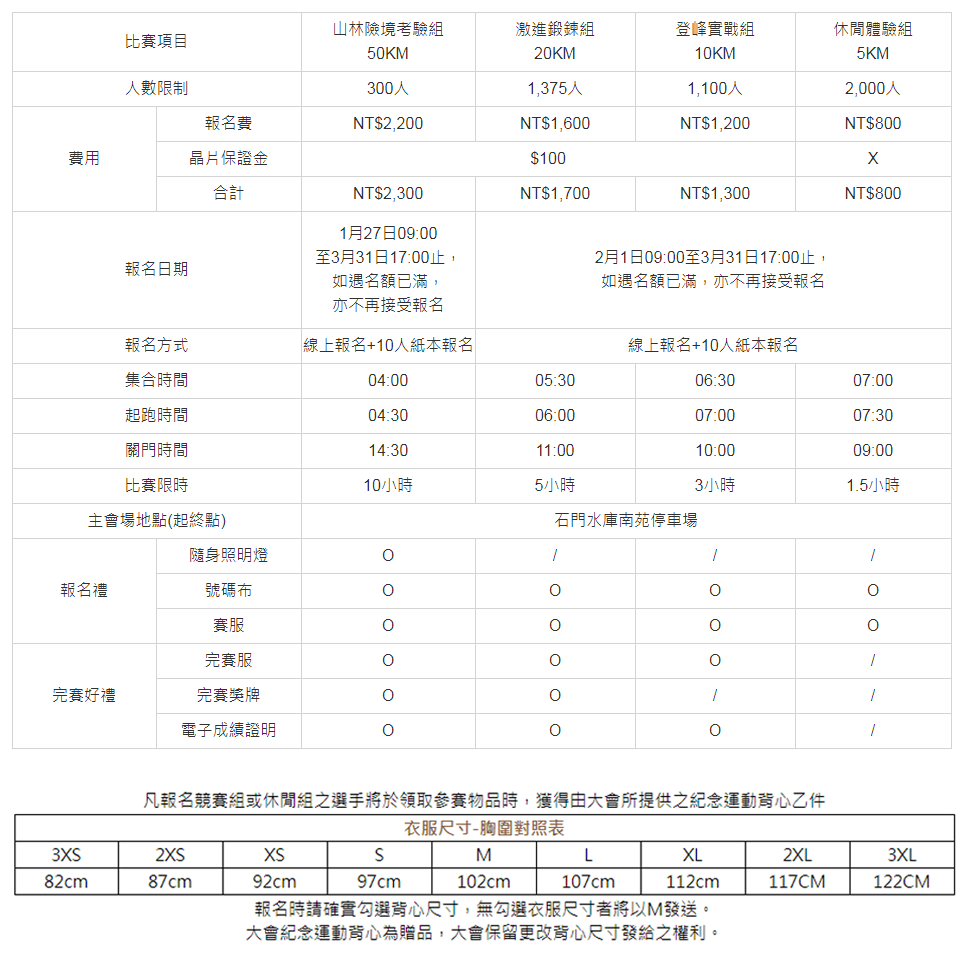 比賽項目 山林險境考驗組 激進鍛鍊組 登峰實戰組 休閒體驗組
50KM 20KM 10KM 5KM
人數限制 300人 1,375人 1,100人 2,000人
費用
報名費 NT$2,200 NT$1,600 NT$1,200 NT$800
晶片保證金 $100 X
合計 NT$2,300 NT$1,700 NT$1,300 NT$800
報名日期
1月27日09:00
至3月31日17:00止，
如遇名額已滿，
亦不再接受報名
2月1日09:00至3月31日17:00止，
如遇名額已滿，亦不再接受報名
報名方式 線上報名+10人紙本報名 線上報名+10人紙本報名
集合時間 04:00 05:30 06:30 07:00
起跑時間 04:30 06:00 07:00 07:30
關門時間 14:30 11:00 10:00 09:00
比賽限時 10小時 5小時 3小時 1.5小時
主會場地點(起終點) 石門水庫南苑停車場
報名禮
隨身照明燈 O / / /
號碼布 O O O O
賽服 O O O O
完賽好禮
完賽服 O O O /
完賽獎牌 O O / /
電子成績證明 O O O /
凡報名競賽組或休閒組之選手將於領取參賽物品時，獲得由大會所提供之紀念運動背心乙件
衣服尺寸-胸圍對照表
3XS 2XS XS S M L XL 2XL 3XL
82cm 87cm 92cm 97cm 102cm 107cm 112cm 117CM 122CM
報名時請確實勾選背心尺寸，無勾選衣服尺寸者將以M發送。
大會紀念運動背心為贈品，大會保留更改背心尺寸發給之權利。